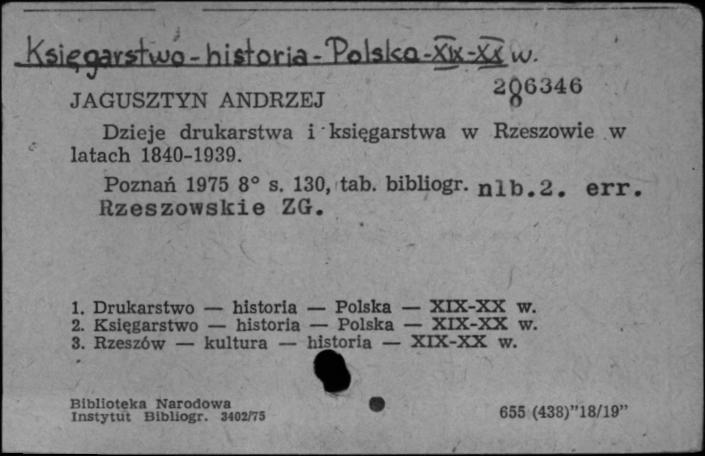 Księgarstwo-historia-Polska-XIX-XX w.
JAGUSZTYN ANDRZEJ 206346
Dzieje drukarstwa i księgarstwa w Rzeszowie w
latach 1840-1939.
Poznań 1975 8° s. 130, tab. bibliogr. nlb.2. err.
Rzeszowskie ZG.
1. Drukarstwo — historia — Polska — XIX-XX w.
2. Księgarstwo — historia — Polska — XIX-XX w.
3. Rzeszów — kultura — historia — XIX-XX w.
Biblioteka Narodowa
Instytut Bibliogr. 3402/75
655 (438)"18/19"